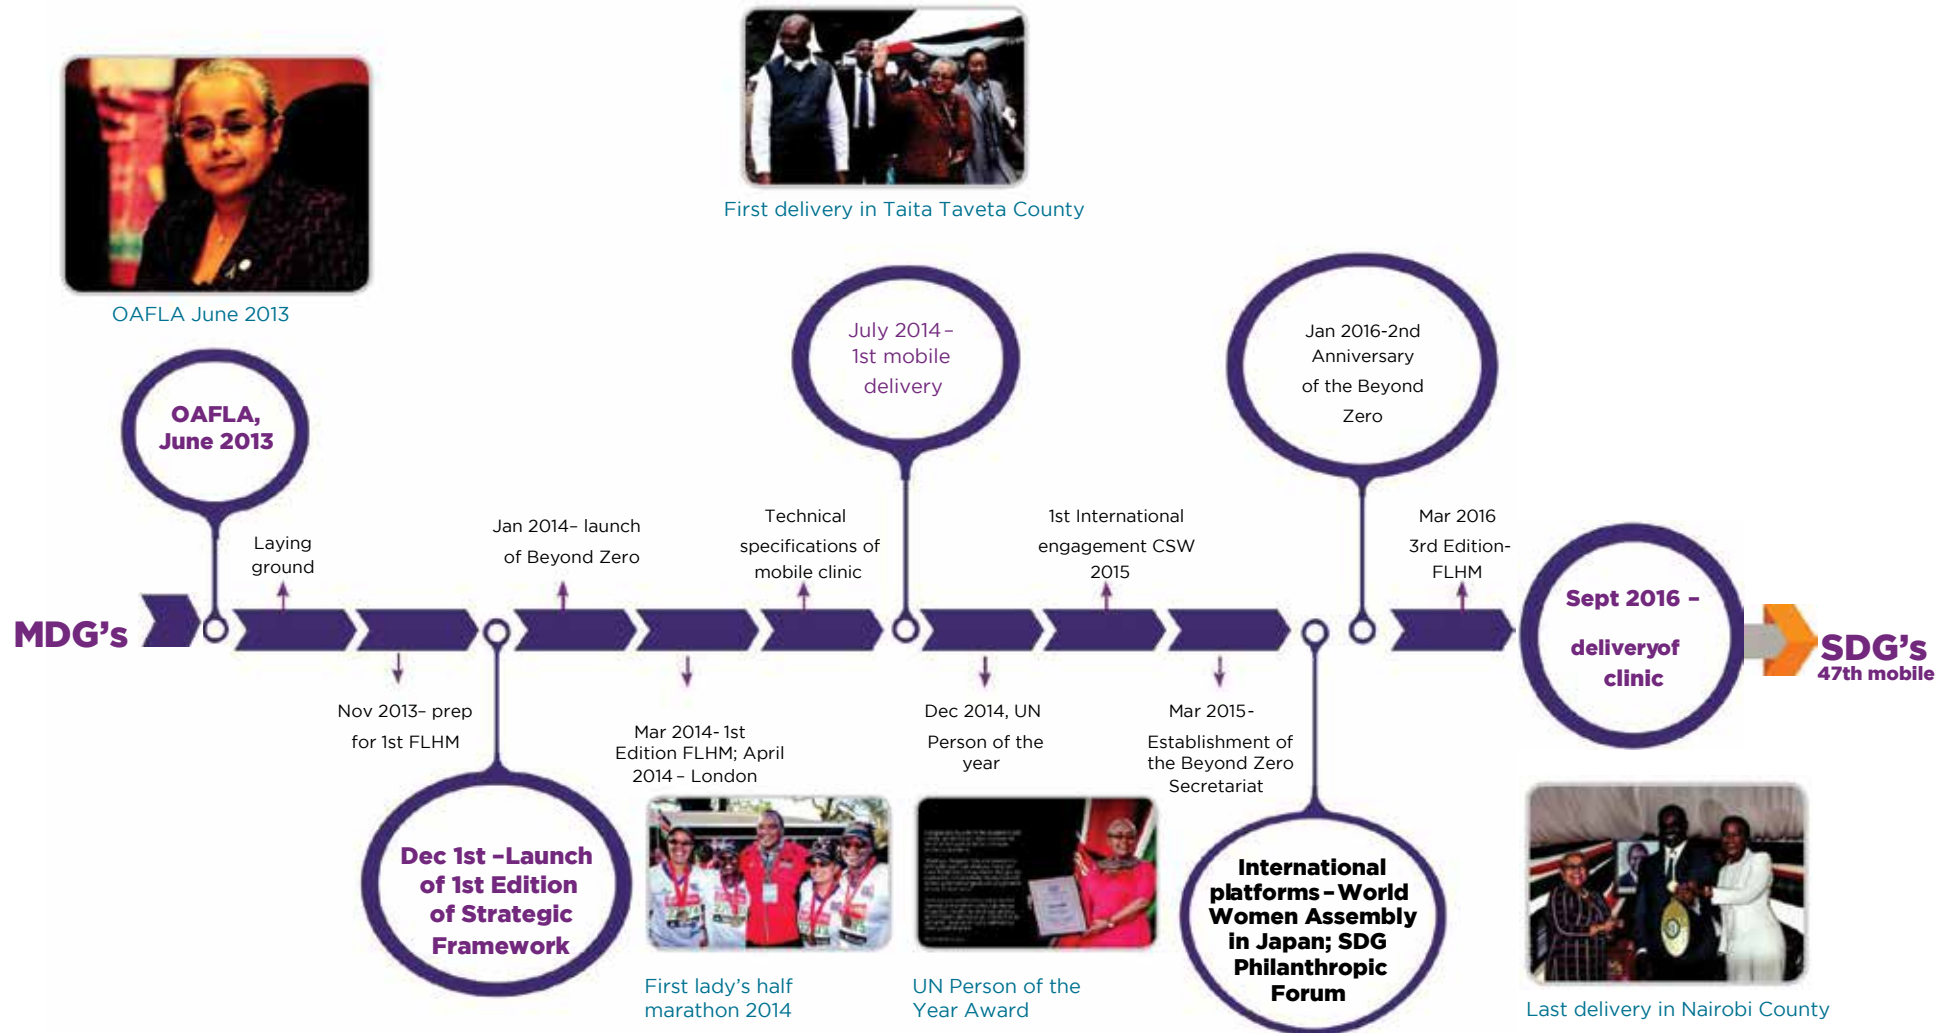 First delivery in Taita Taveta County
OAFLA June 2013
OAFLA,
June 2013
July 2014 –
1st mobile
delivery
Jan 2016-2nd
Anniversary
of the Beyond
Zero
Laying
ground
Jan 2014– launch
of Beyond Zero
Technical
specifications of
mobile clinic
1st International
engagement CSW
2015
Mar 2016
3rd Edition-
FLHM
MDG's
Sept 2016 –
deliveryof
clinic
SDG's
47th mobile
Nov 2013– prep
for 1st FLHM
Mar 2014- 1st
Edition FLHM; April
2014 – London
Dec 2014, UN
Person of the
year
Mar 2015-
Establishment of
the Beyond Zero
Secretariat
Dec 1st –Launch
of 1st Edition
of Strategic
Framework
International
platforms – World
Women Assembly
in Japan; SDG
Philanthropic
Forum
First lady's half
marathon 2014
UN Person of the
Year Award
Last delivery in Nairobi County